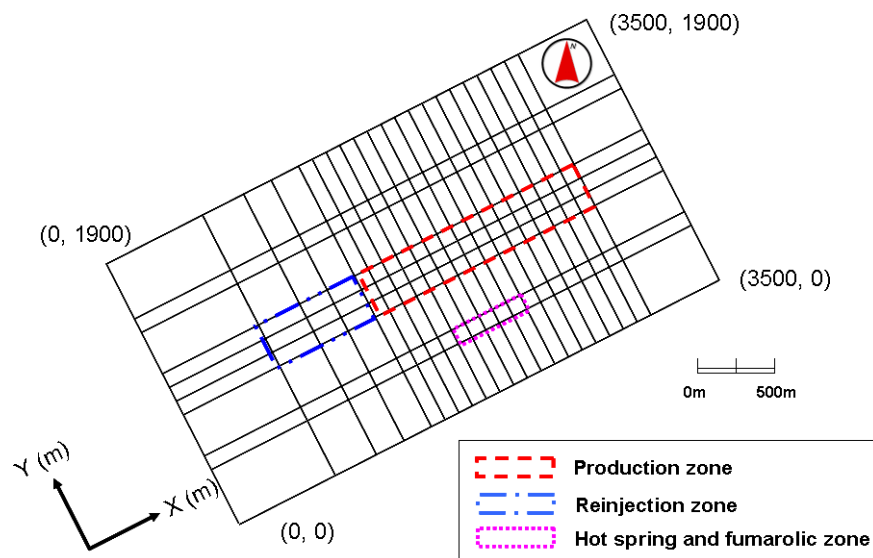 (3500, 1900)
N
(0, 1900)
(3500, 0)
0m 500m
Y (m)
X (m)
(0, 0)
Production zone
Reinjection zone
Hot spring and fumarolic zone